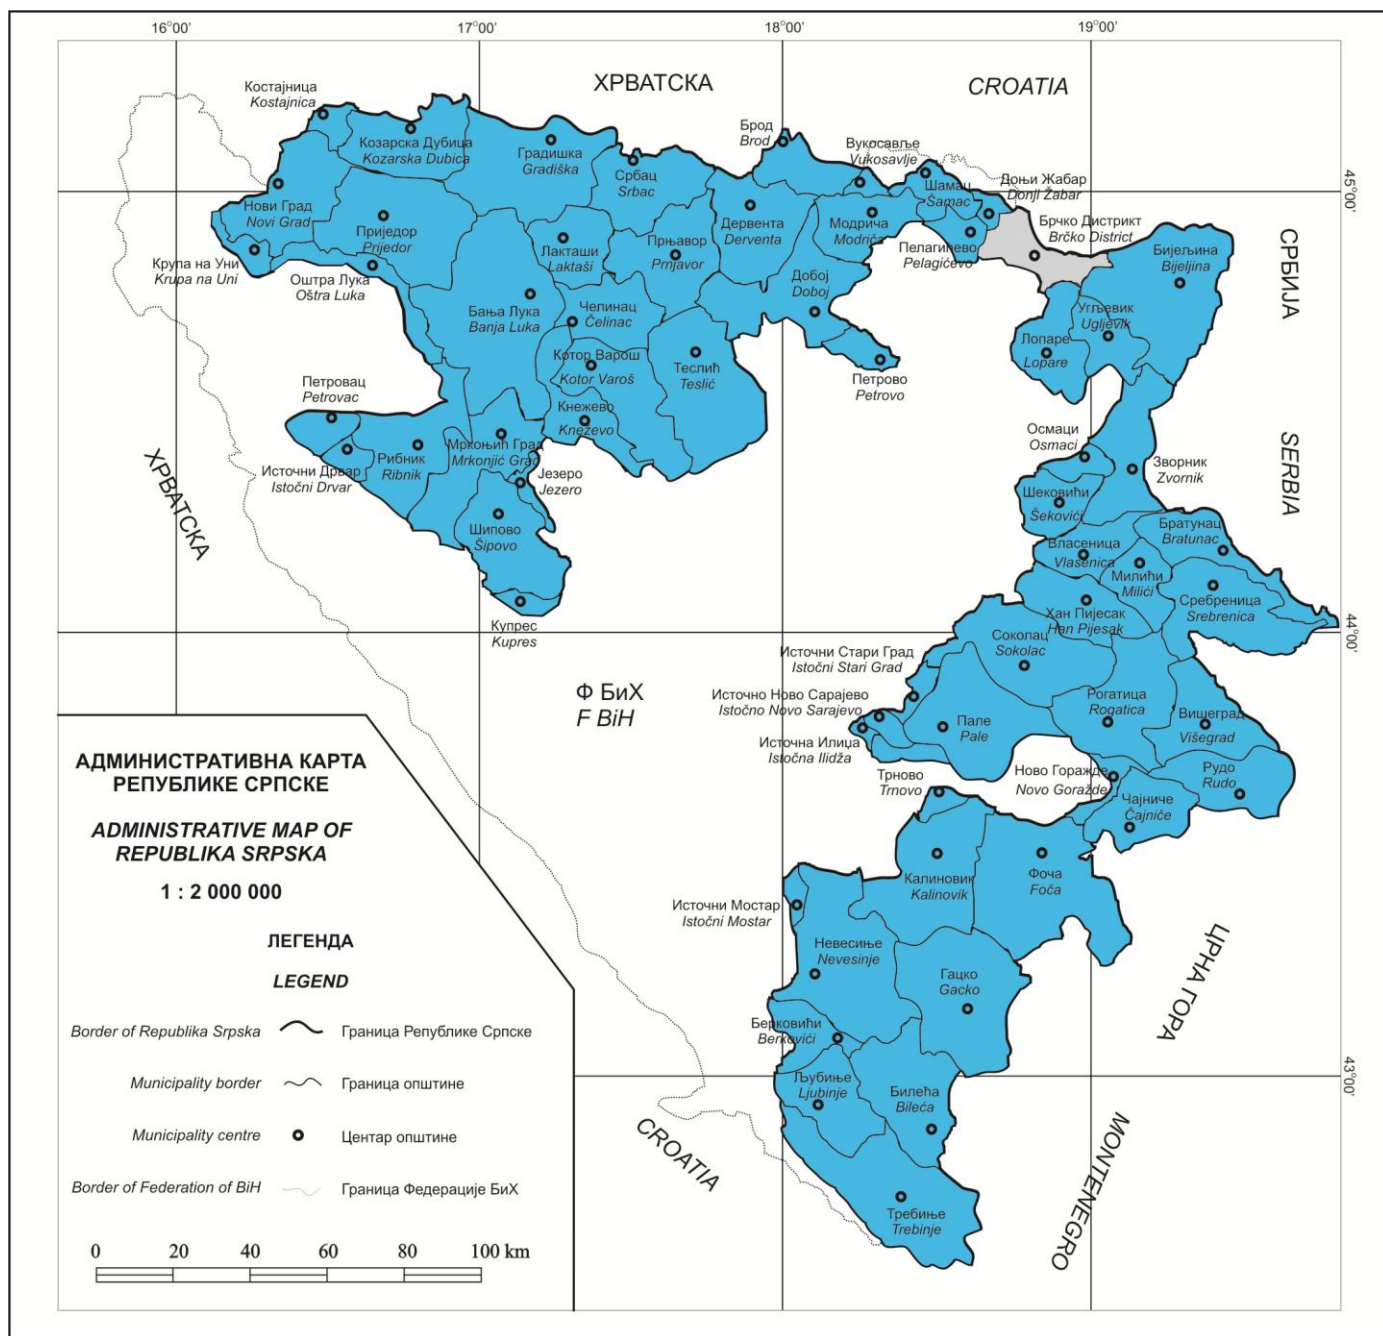 16°00'
17°00'
18°00'
19°00'
ХРВАТСКА
CROATIA
Костајница
Kostajnica
Козарска Дубица
Kozarska Dubica
Градишка
Gradiška
Србац
Srbac
Брод
Brod
Вукосавље
Vukosavlje
Шамац
Šamac
Доњи Жабар
Donji Žabar
45°00'
Нови Град
Novi Grad
Приједор
Prijedor
Лакташи
Laktaši
Прњавор
Prnjavor
Дервента
Derventa
Модрича
Modriča
Пелагићево
Pelagićevo
Брчко Дистрикт
Brčko District
Бијељина
Bijeljina
СРБИЈА
Крупа на Уни
Krupa na Uni
Оштра Лука
Oštra Luka
Бања Лука
Banja Luka
Челинац
Čelinac
Добој
Doboj
Угљевик
Ugljevik
Лопаре
Lopare
Котор Варош
Kotor Varoš
Теслић
Teslić
Петрово
Petrovo
Петровац
Petrovac
Кнежево
Kneževo
Источни Дрвар
Istočni Drvar
Рибник
Ribnik
Мркоњић Град
Mrkonjić Grad
Језеро
Jezero
Осмаци
Osmaci
Зворник
Zvornik
SERBIA
ХРВАТСКА
Шипово
Šipovo
Шековићи
Šekovići
Братунац
Bratunac
Власеница
Vlasenica
Милићи
Milići
Сребреница
Srebrenica
Купрес
Kupres
Хан Пијесак
Han Pijesak
Соколац
Sokolac
44°00'
Источни Стари Град
Istočni Stari Grad
Ф БиХ
F BiH
Источно Ново Сарајево
Istočno Novo Sarajevo
Пале
Pale
Рогатица
Rogatica
Вишеград
Višegrad
Источна Илиџа
Istočna Ilidža
Трново
Trnovo
Ново Горажде
Novo Goražde
Рудо
Rudo
Чајниче
Čajniče
Калиновик
Kalinovik
Фоча
Foča
Источни Мостар
Istočni Mostar
Невесиње
Nevesinje
Гацко
Gacko
ЦРНА ГОРА
Берковићи
Berkovići
Љубиње
Ljubinje
Билећа
Bileća
43°00'
CROATIA
MONTENEGRO
Требиње
Trebinje
АДМИНИСТРАТИВНА КАРТА
РЕПУБЛИКЕ СРПСКЕ
ADMINISTRATIVE MAP OF
REPUBLIKA SRPSKA
1 : 2 000 000
ЛЕГЕНДА
LEGEND
Border of Republika Srpska Граница Републике Српске
Municipality border Граница општине
Municipality centre Центар општине
Border of Federation of BiH Граница Федерације БиХ
0 20 40 60 80 100 km